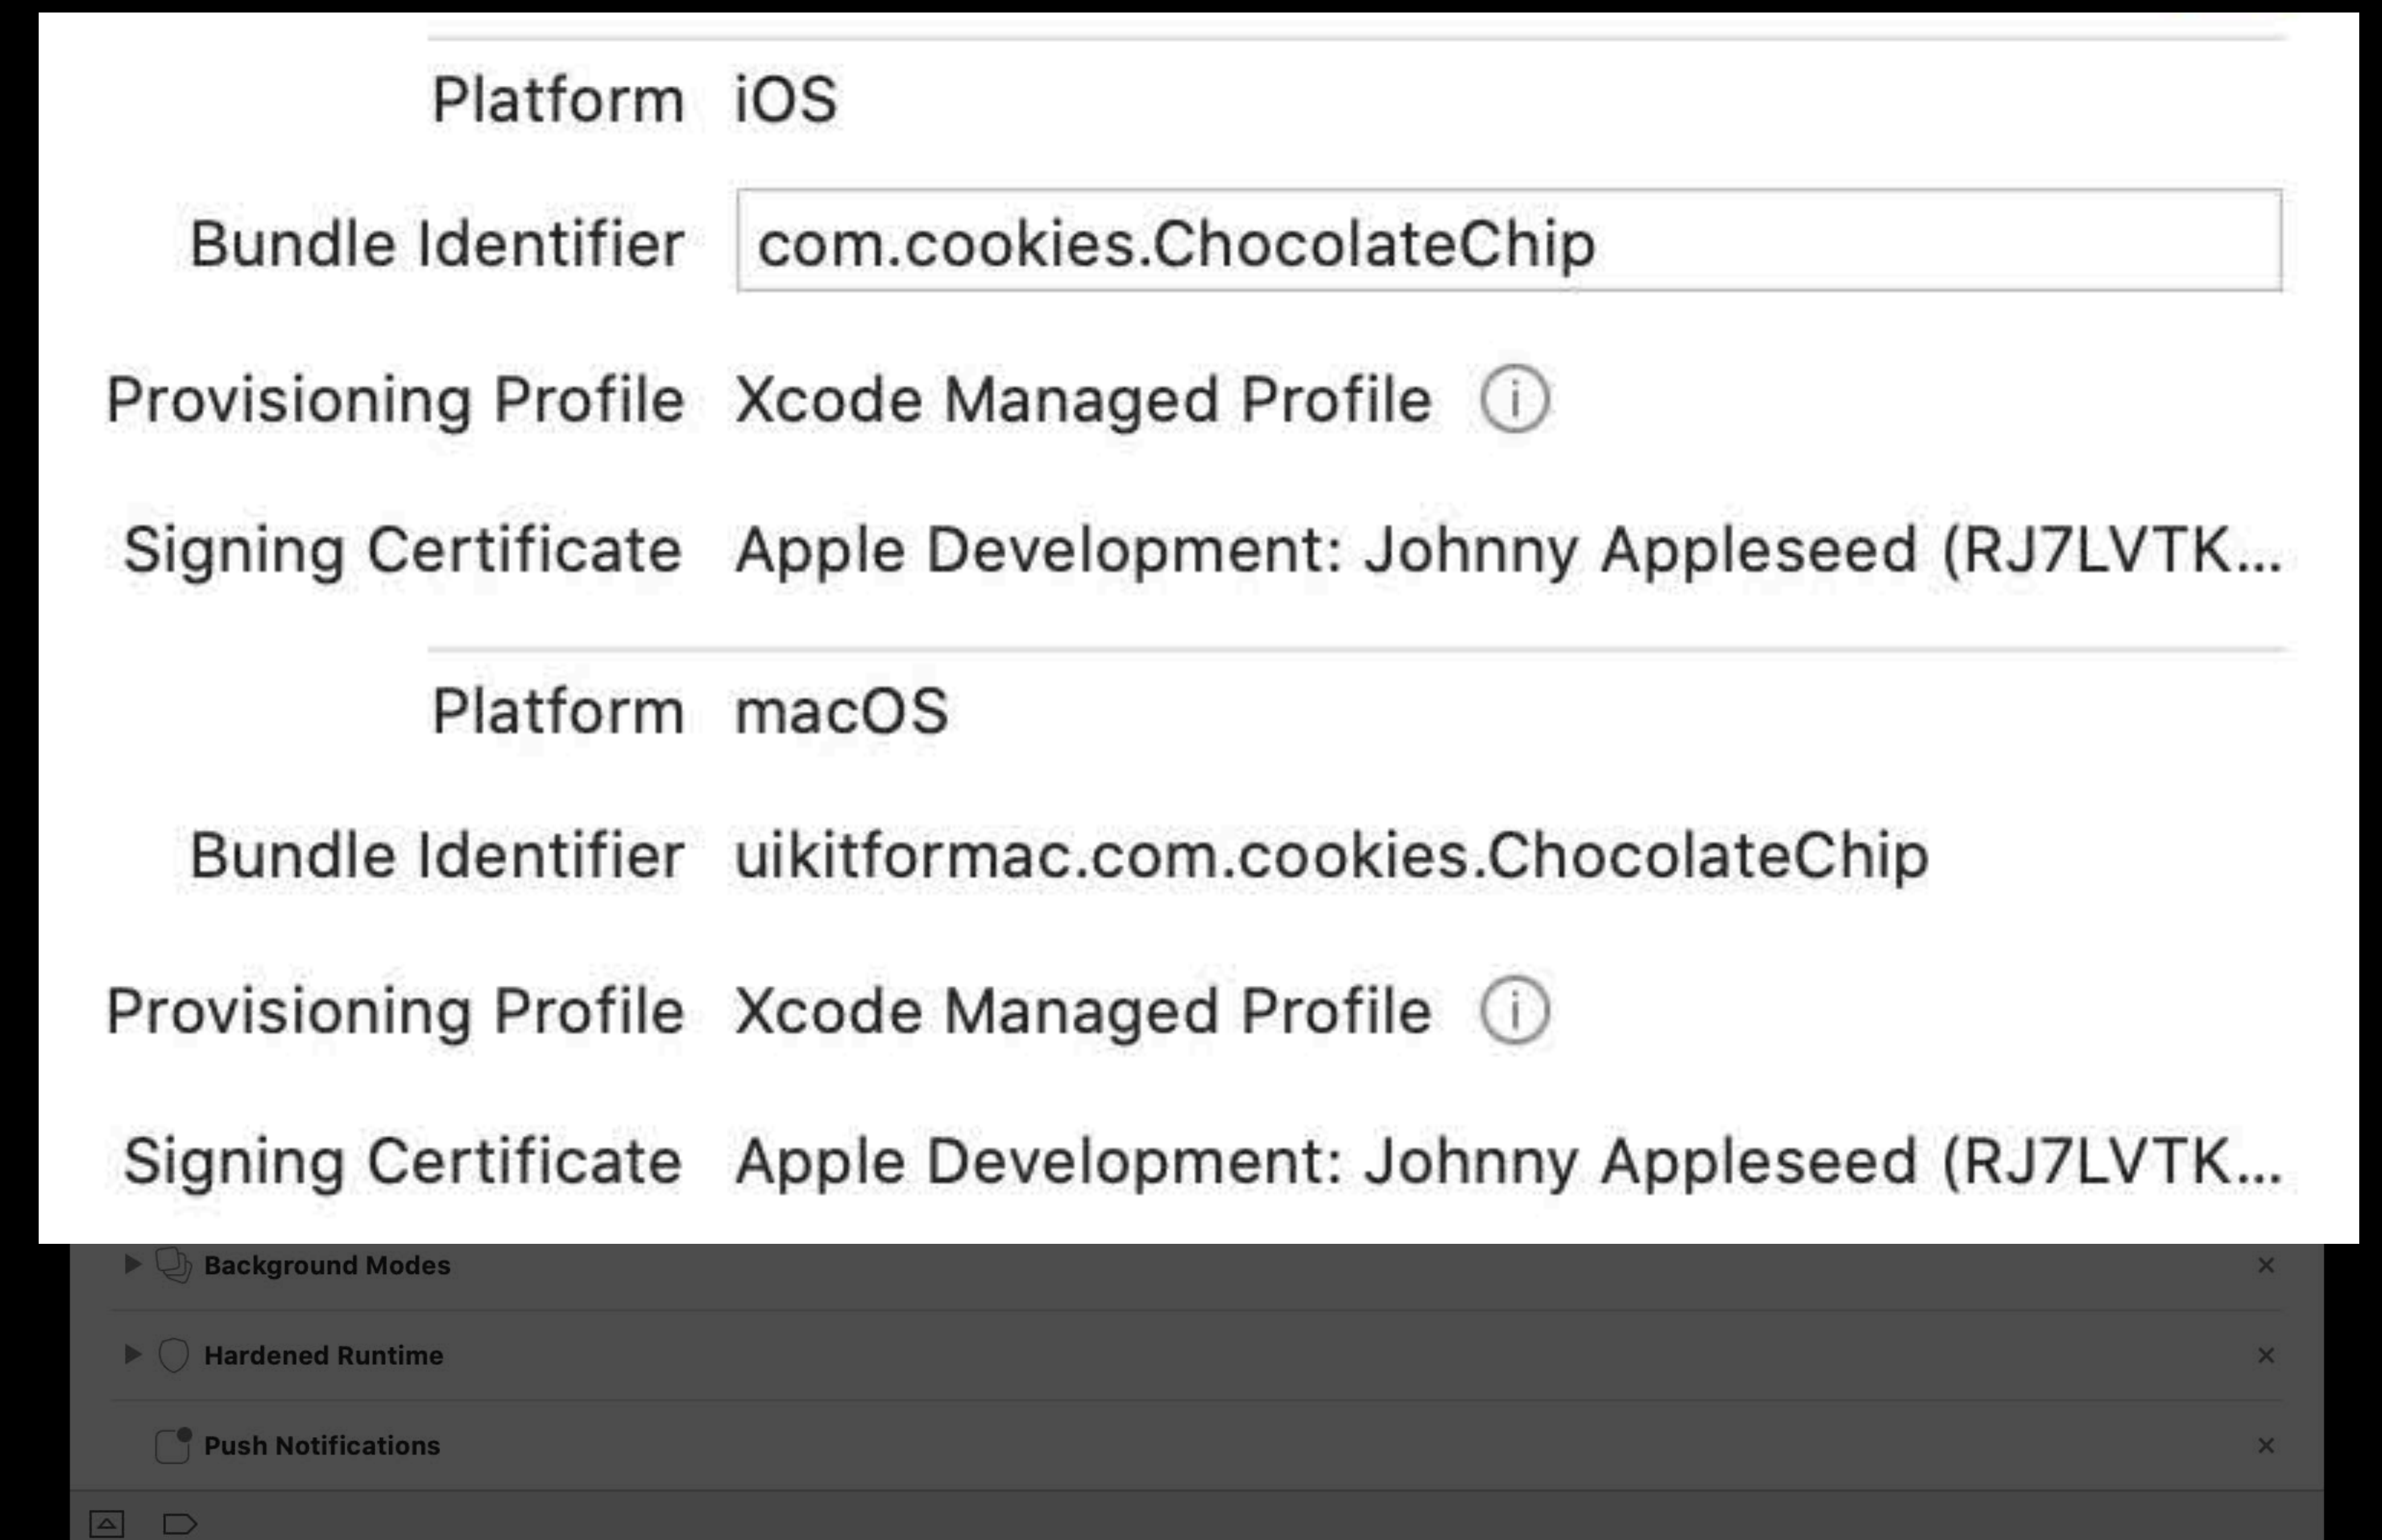 Platform iOS
Bundle Identifier com.cookies.ChocolateChip
Provisioning Profile Xcode Managed Profile
Signing Certificate Apple Development: Johnny Appleseed (RJ7LVTK...
Platform macOS
Bundle Identifier uikitformac.com.cookies.ChocolateChip
Provisioning Profile Xcode Managed Profile
Signing Certificate Apple Development: Johnny Appleseed (RJ7LVTK...
Background Modes
Hardened Runtime
Push Notifications